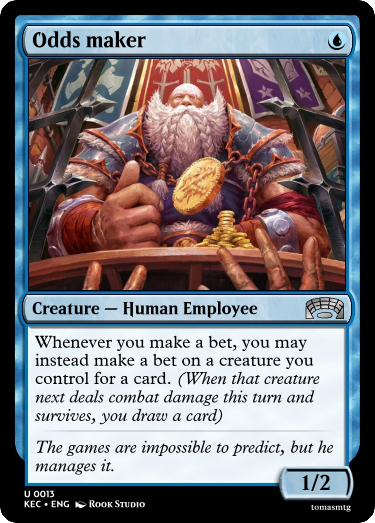 Odds maker
Creature — Human Employee
Whenever you make a bet, you may
instead make a bet on a creature you
control for a card. (When that creature
next deals combat damage this turn and
survives, you draw a card)
The games are impossible to predict, but he
manages it.
1/2
U 0013
KEC • ENG Rook Studio
tomasmtg